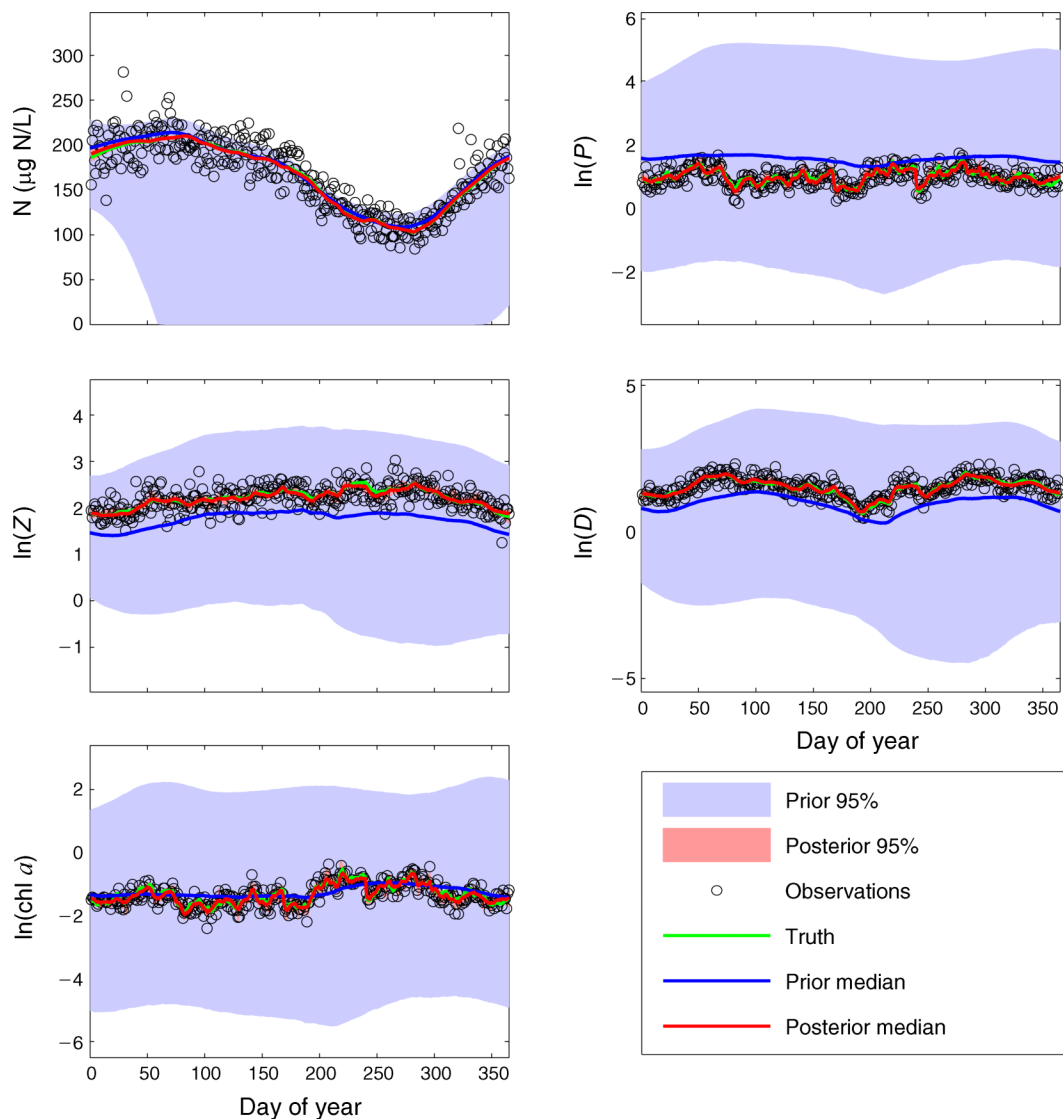 300
250
200
150
100
50
0
N (μg N/L)
6
4
2
0
−2
ln(P)
4
3
2
1
0
−1
ln(Z)
5
0
−5
ln(D)
0 50 100 150 200 250 300 350
Day of year
2
0
−2
−4
−6
ln(chl a)
0 50 100 150 200 250 300 350
Day of year
Prior 95%
Posterior 95%
Observations
Truth
Prior median
Posterior median